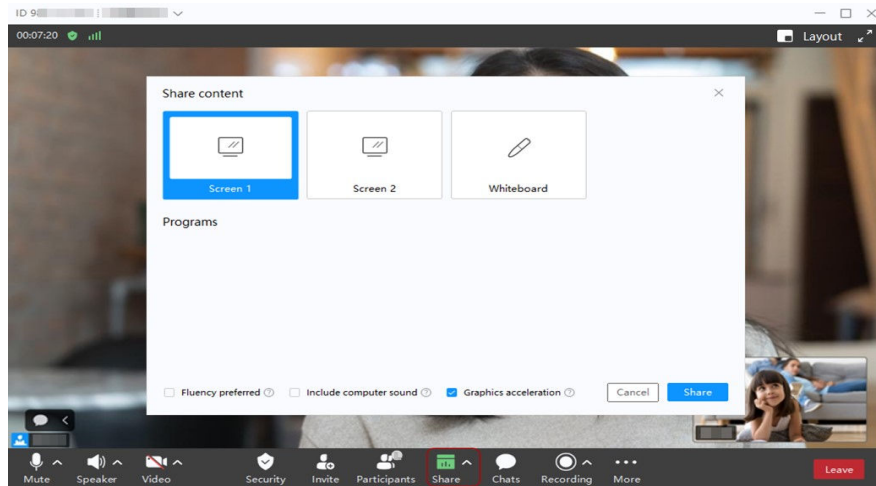 ID 9
00:07:20 Layout
Share content
Screen 1 Screen 2 Whiteboard
Programs
Fluency preferred Include computer sound Graphics acceleration Cancel Share
Mute Speaker Video Security Invite Participants Share Chats Recording More Leave